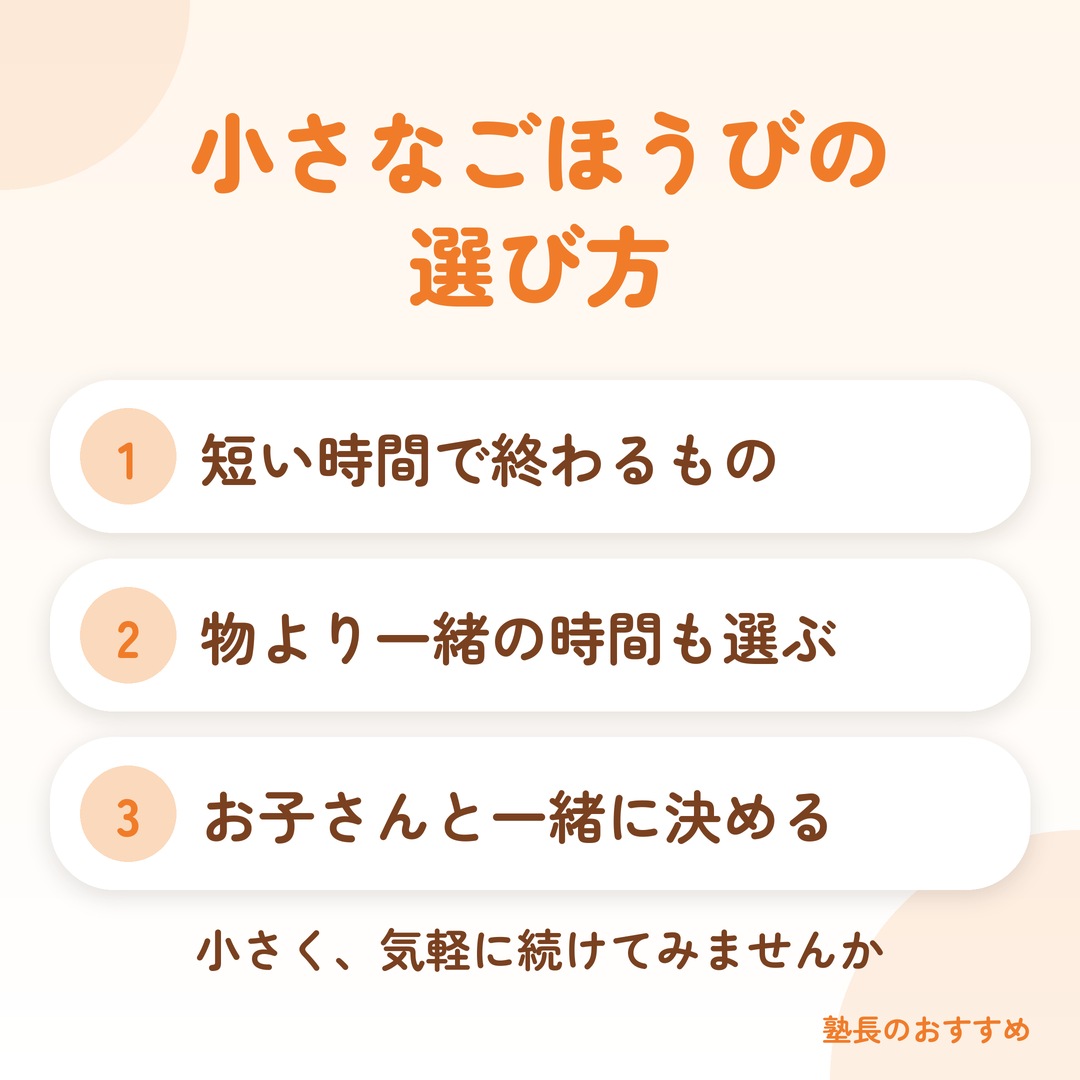 小さなごほうびの
選び方
1 短い時間で終わるもの
2 物より一緒の時間も選ぶ
3 お子さんと一緒に決める
小さく、気軽に続けてみませんか
塾長のおすすめ